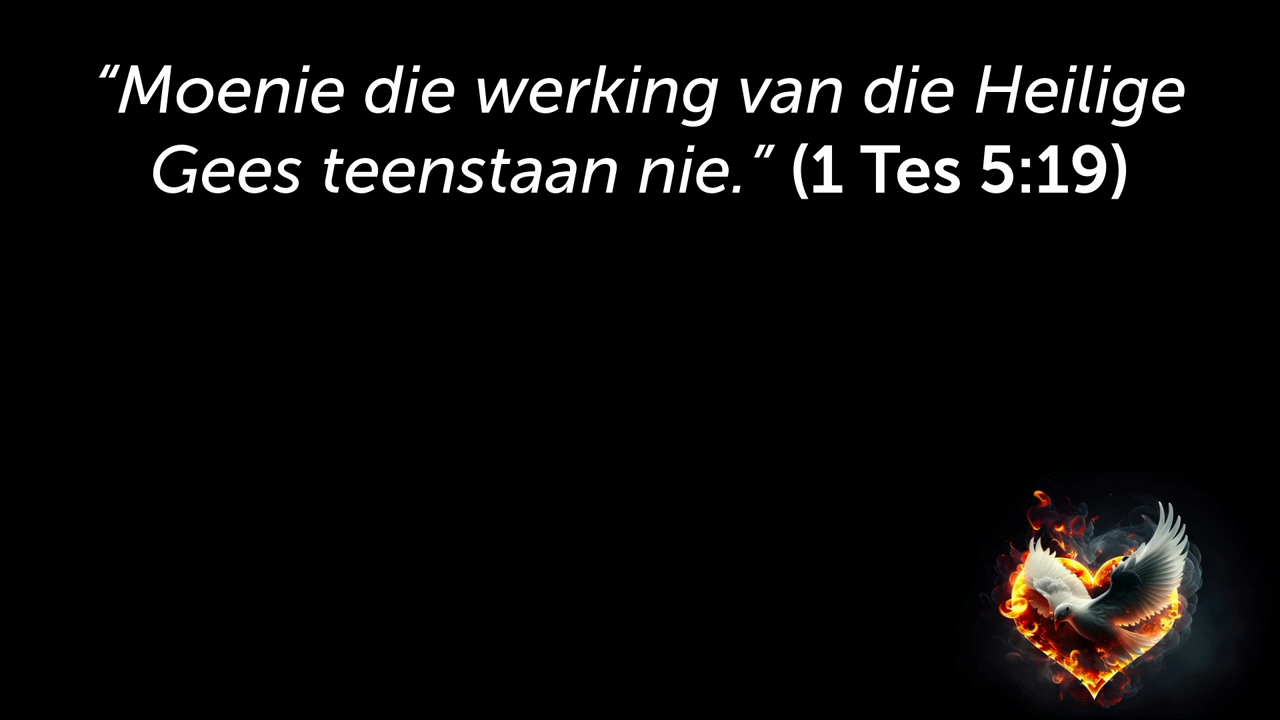 “Moenie die werking van die Heilige
Gees teenstaan nie.” (1 Tes 5:19)